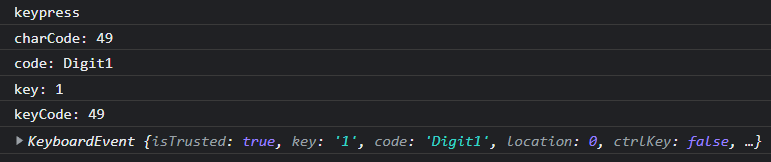 keypress
charCode: 49
code: Digit1
key: 1
keyCode: 49
KeyboardEvent {isTrusted: true, key: '1', code: 'Digit1', location: 0, ctrlKey: false, …}